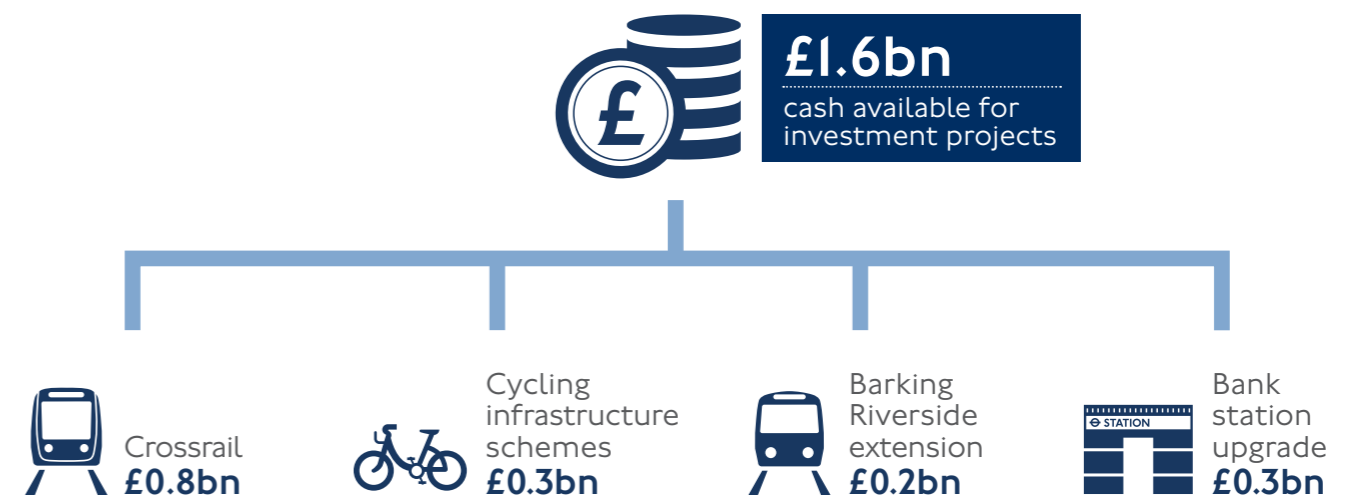 £
£1.6bn
cash available for
investment projects
Crossrail
£0.8bn
Cycling
infrastructure
schemes
£0.3bn
Barking
Riverside
extension
£0.2bn
STATION
Bank
station
upgrade
£0.3bn